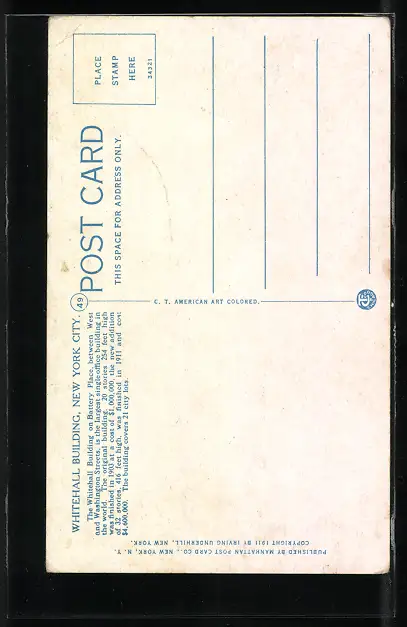 WHITEHALL BUILDING, NEW YORK CITY.
The Whitehall Building on Battery Place, between West
and Washington Streets, is the largest single office building in
the world. The original building, 20 stories 254 feet high
was finished in 1903 at a cost of $1,000,000, the new addition
of 32 stories, 416 feet high, was finished in 1911 and cost
$4,600,000. The building covers 21 city lots.
49
POST CARD
THIS SPACE FOR ADDRESS ONLY.
PLACE
STAMP
HERE
34321
C. T. AMERICAN ART COLORED.
PUBLISHED BY MANHATTAN POST CARD CO., NEW YORK, N. Y.
COPYRIGHT 1911 BY IRVING UNDERHILL, NEW YORK.